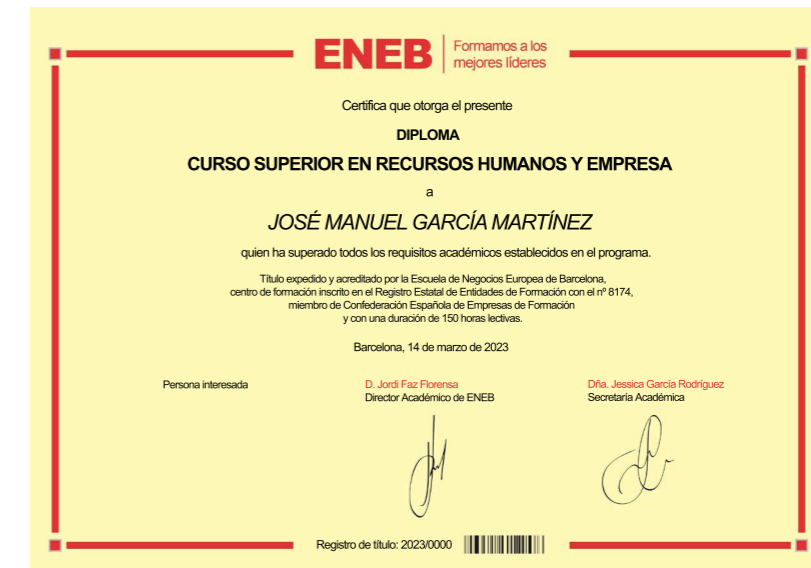 ENEB
Formamos a los
mejores líderes
Certifica que otorga el presente
DIPLOMA
CURSO SUPERIOR EN RECURSOS HUMANOS Y EMPRESA
a
JOSÉ MANUEL GARCÍA MARTÍNEZ
quien ha superado todos los requisitos académicos establecidos en el programa.
Título expedido y acreditado por la Escuela de Negocios Europea de Barcelona,
centro de formación inscrito en el Registro Estatal de Entidades de Formación con el nº 8174,
miembro de Confederación Española de Empresas de Formación
y con una duración de 150 horas lectivas.
Barcelona, 14 de marzo de 2023
Persona interesada
D. Jordi Faz Florensa
Director Académico de ENEB
Dña. Jessica García Rodríguez
Secretaría Académica
Registro de título: 2023/0000